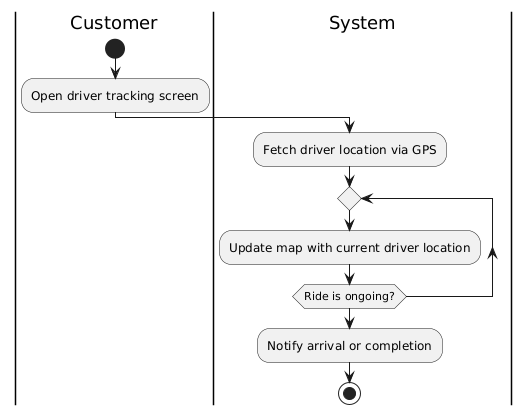 Customer
System
Open driver tracking screen
Fetch driver location via GPS
Update map with current driver location
Ride is ongoing?
Notify arrival or completion